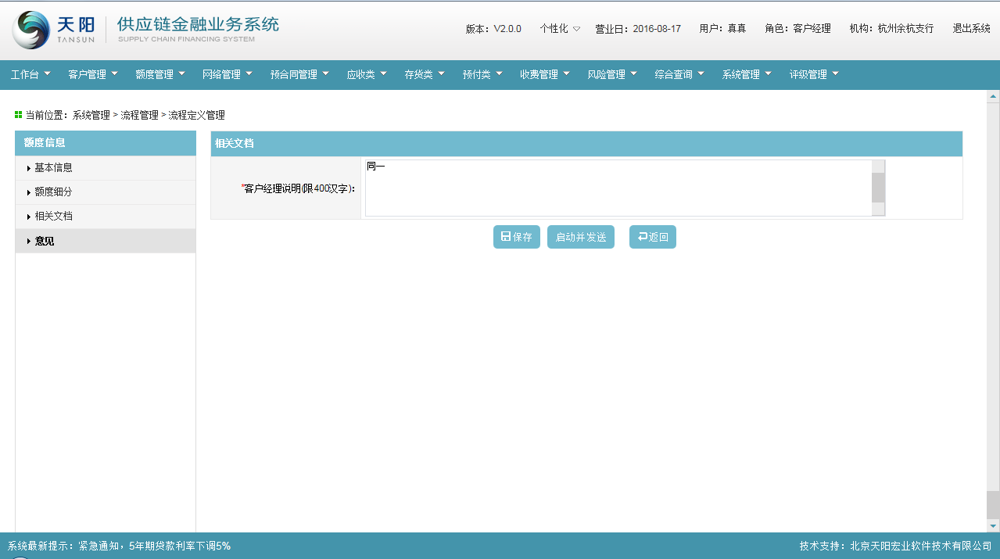 天阳
TANSUN
供应链金融业务系统
SUPPLY CHAIN FINANCING SYSTEM
版本：V2.0.0 个性化 营业日：2016-08-17 用户：真真 角色：客户经理 机构：杭州余杭支行 退出系统
工作台 客户管理 额度管理 网络管理 预合同管理 应收类 存货类 预付类 收费管理 风险管理 综合查询 系统管理 评级管理
当前位置：系统管理 > 流程管理 > 流程定义管理
额度信息
基本信息
额度细分
相关文档
意见
相关文档
*客户经理说明(限400汉字)：
同一
保存 启动并发送 返回
系统最新提示：紧急通知，5年期贷款利率下调5%
技术支持：北京天阳宏业软件技术有限公司